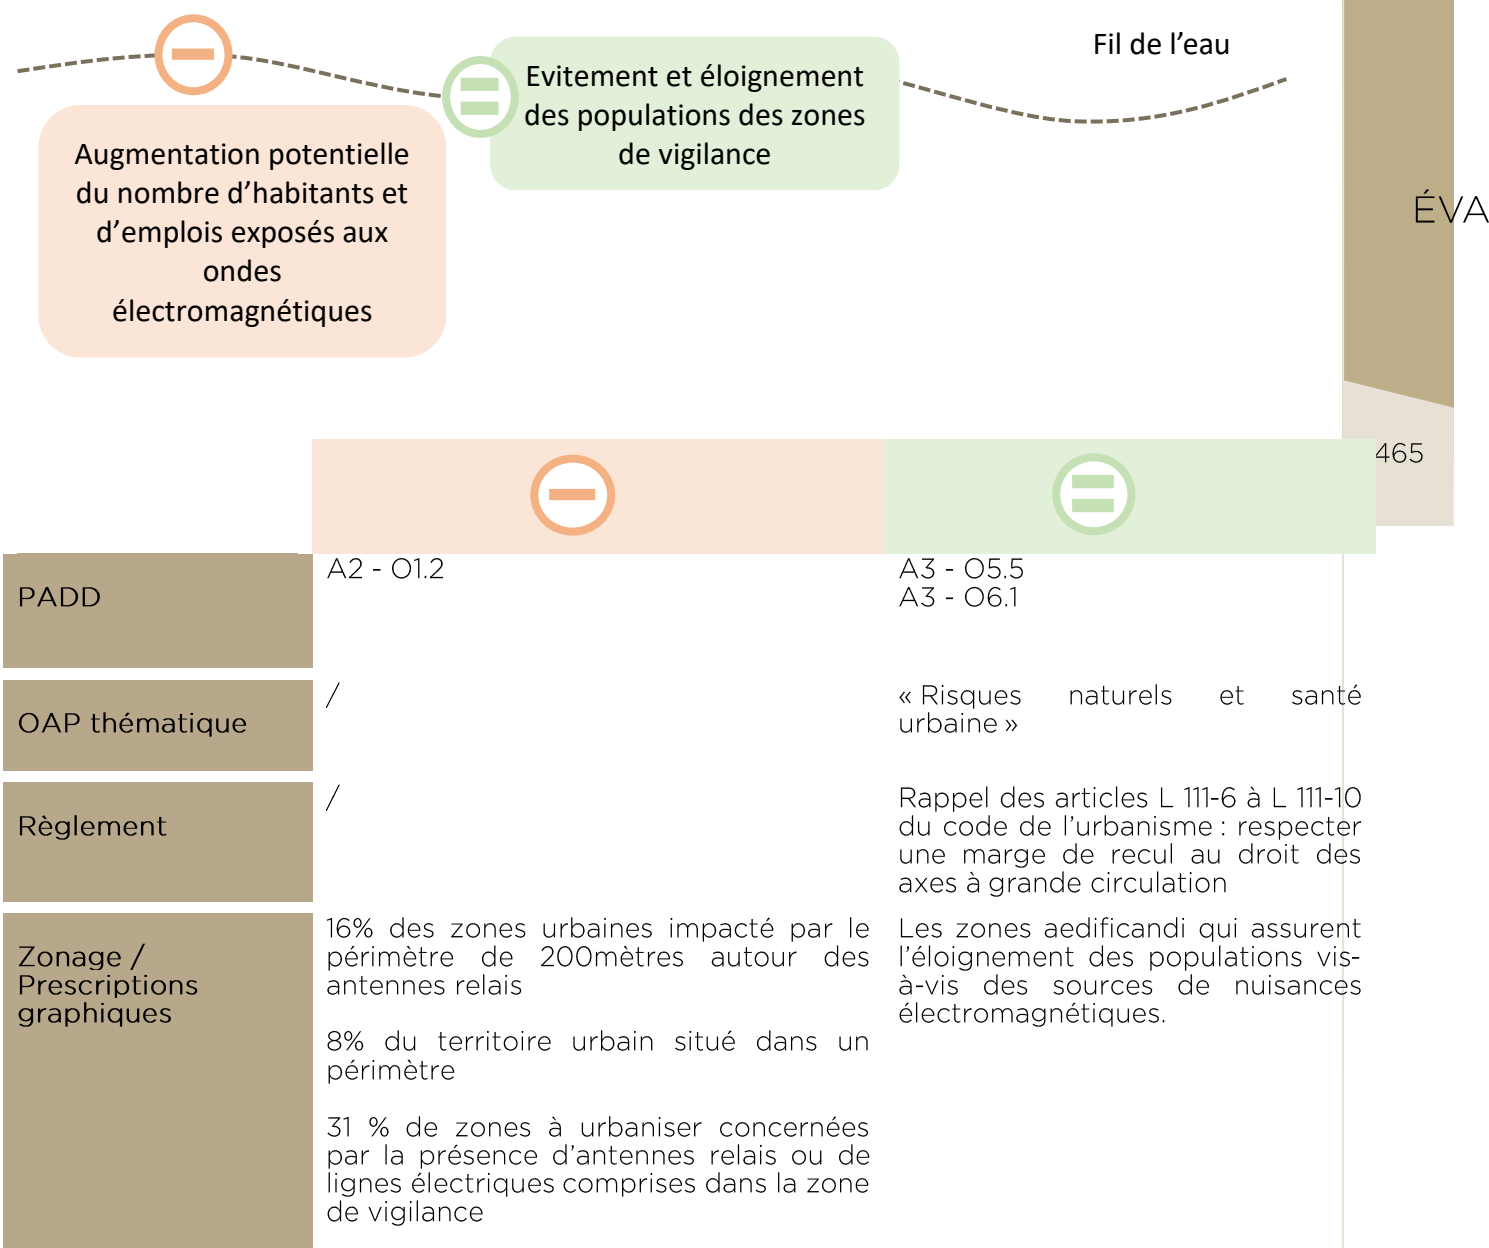 Fil de l’eau
Evitement et éloignement
des populations des zones
de vigilance
Augmentation potentielle
du nombre d’habitants et
d’emplois exposés aux
ondes
électromagnétiques
ÉVA
465
PADD
A2 - O1.2
A3 - O5.5
A3 - O6.1
OAP thématique
/
« Risques naturels et santé
urbaine »
Règlement
/
Rappel des articles L 111-6 à L 111-10
du code de l’urbanisme : respecter
une marge de recul au droit des
axes à grande circulation
Zonage /
Prescriptions
graphiques
16% des zones urbaines impacté par le
périmètre de 200mètres autour des
antennes relais
8% du territoire urbain situé dans un
périmètre
31 % de zones à urbaniser concernées
par la présence d’antennes relais ou de
lignes électriques comprises dans la zone
de vigilance
Les zones aedificandi qui assurent
l’éloignement des populations vis-
à-vis des sources de nuisances
électromagnétiques.